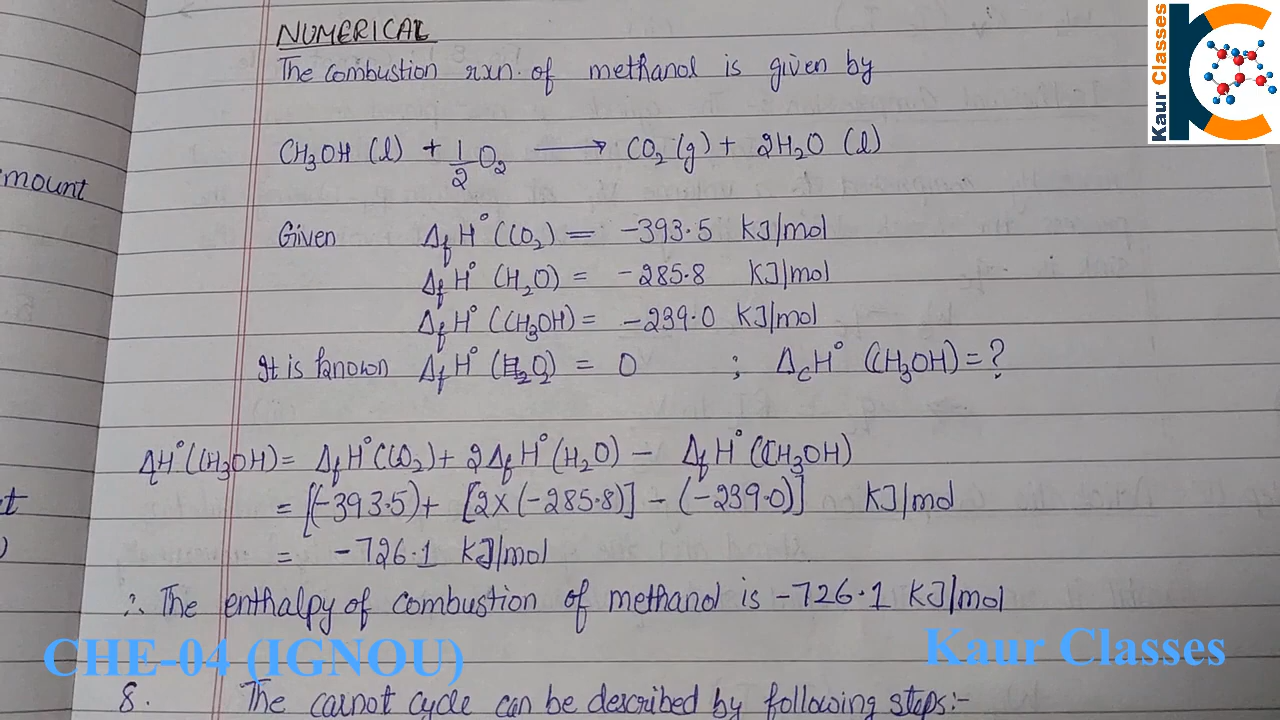 NUMERICAL
The combustion rxn. of methanol is given by
CH₃OH (l) + 1/2 O₂ ⟶ CO₂ (g) + 2H₂O (l)
mount
Given ΔfH° (CO₂) = -393.5 KJ/mol
ΔfH° (H₂O) = -285.8 KJ/mol
ΔfH° (CH₃OH) = -239.0 KJ/mol
It is known ΔfH° (O₂) = 0 ; ΔcH° (CH₃OH) = ?
ΔH° (CH₃OH) = ΔfH° (CO₂) + 2ΔfH° (H₂O) - ΔfH° (CH₃OH)
= [(-393.5) + [2×(-285.8)] - (-239.0)] KJ/mol
= -726.1 KJ/mol
∴ The enthalpy of combustion of methanol is -726.1 KJ/mol
CHE-04 (IGNOU)
Kaur Classes
8. The carnot cycle can be described by following steps:-
Kaur Classes
KC